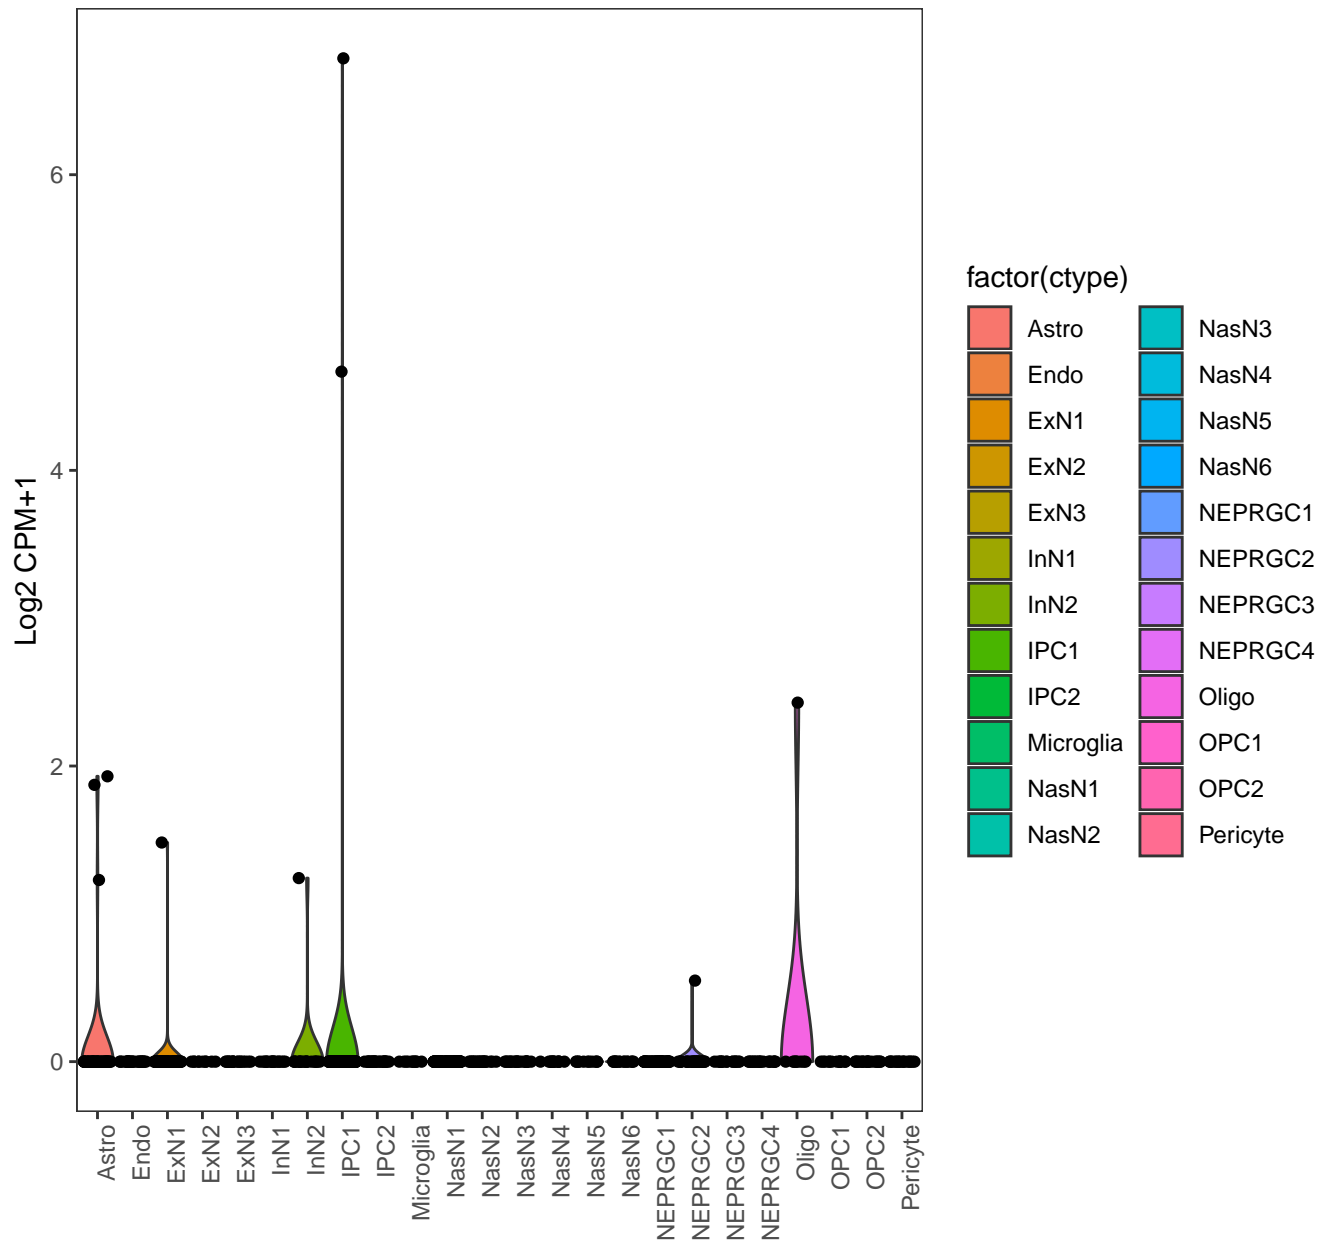 Log2 CPM+1
6
4
2
0
Astro
Endo
ExN1
ExN2
ExN3
InN1
InN2
IPC1
IPC2
Microglia
NasN1
NasN2
NasN3
NasN4
NasN5
NasN6
NEPRGC1
NEPRGC2
NEPRGC3
NEPRGC4
Oligo
OPC1
OPC2
Pericyte
factor(ctype)
Astro
Endo
ExN1
ExN2
ExN3
InN1
InN2
IPC1
IPC2
Microglia
NasN1
NasN2
NasN3
NasN4
NasN5
NasN6
NEPRGC1
NEPRGC2
NEPRGC3
NEPRGC4
Oligo
OPC1
OPC2
Pericyte